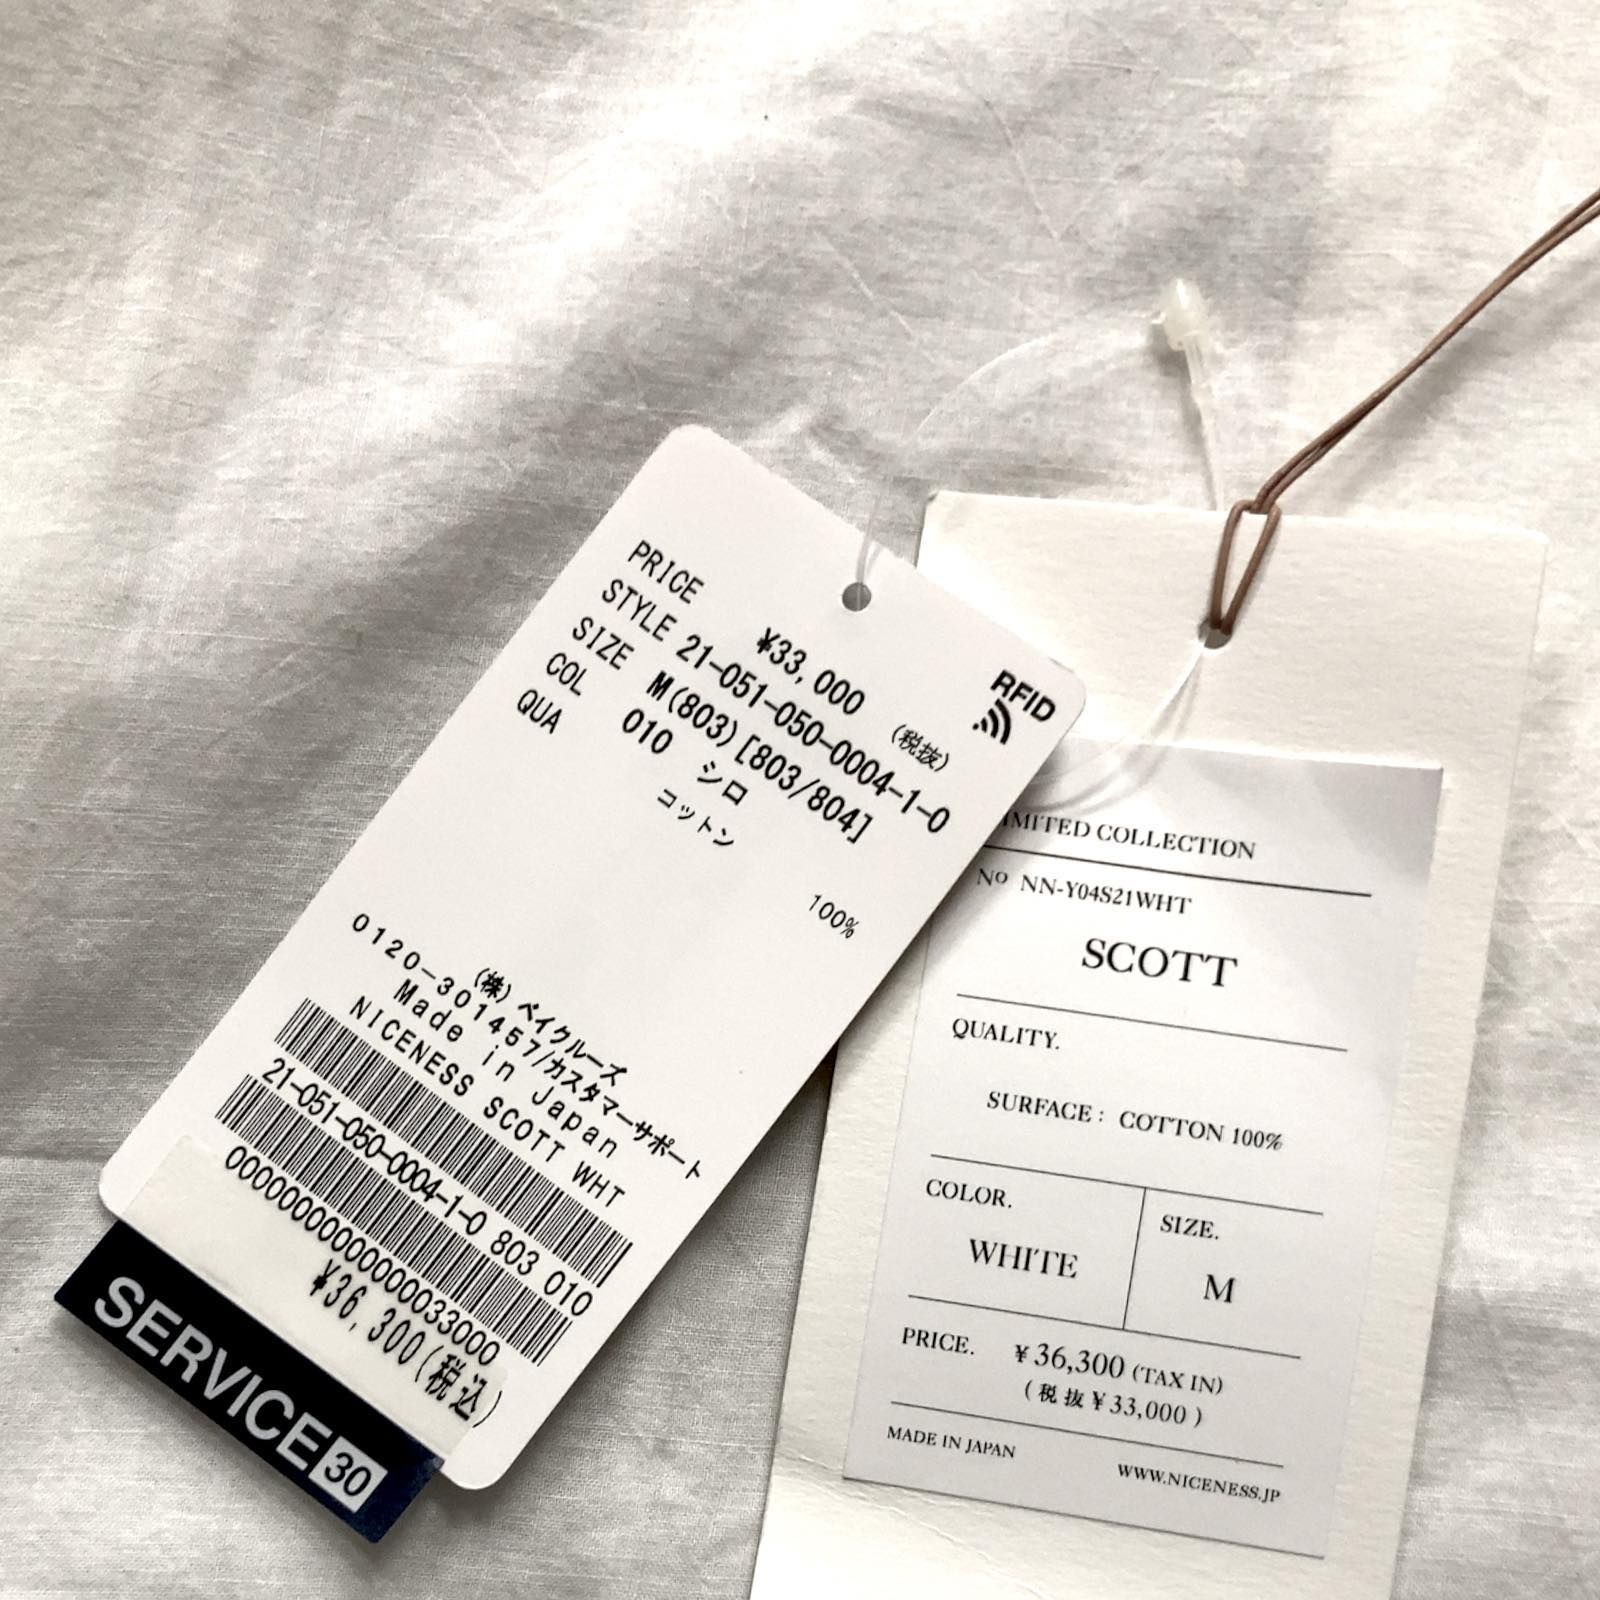 PRICE ¥33,000 (税抜)
STYLE 21-051-050-0004-1-0
SIZE M(803)[803/804]
COL 010 シロ
QUA コットン
100%
RFID
(株)ベイクルーズ
0120-301457/カスタマーサポート
Made in Japan
NICENESS SCOTT WHT
21-051-050-0004-1-0 803 010
¥36,300(税込)
SERVICE 30
COLLECTION
No NN-Y04S21WHT
SCOTT
QUALITY.
SURFACE : COTTON 100%
COLOR.
WHITE
SIZE.
M
PRICE. ¥36,300 (TAX IN)
(税抜¥33,000)
MADE IN JAPAN
WWW.NICENESS.JP